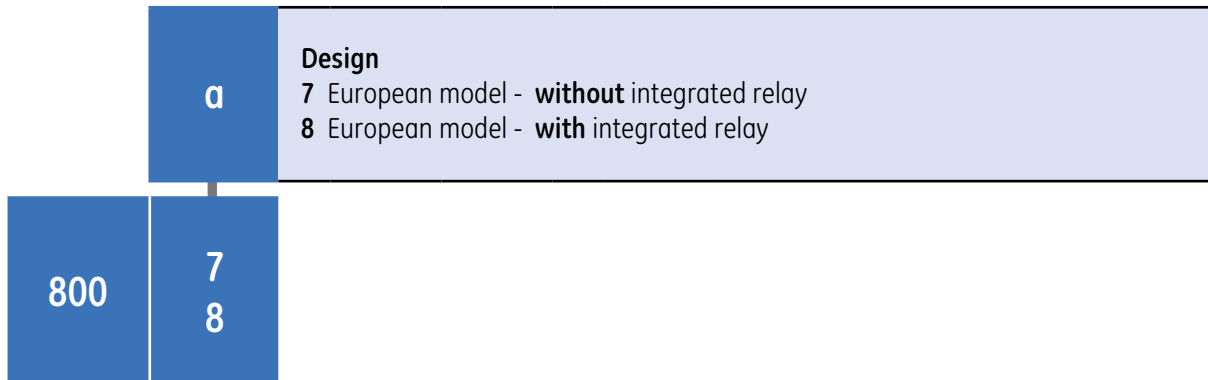 a
Design
7 European model - without integrated relay
8 European model - with integrated relay
800
7
8